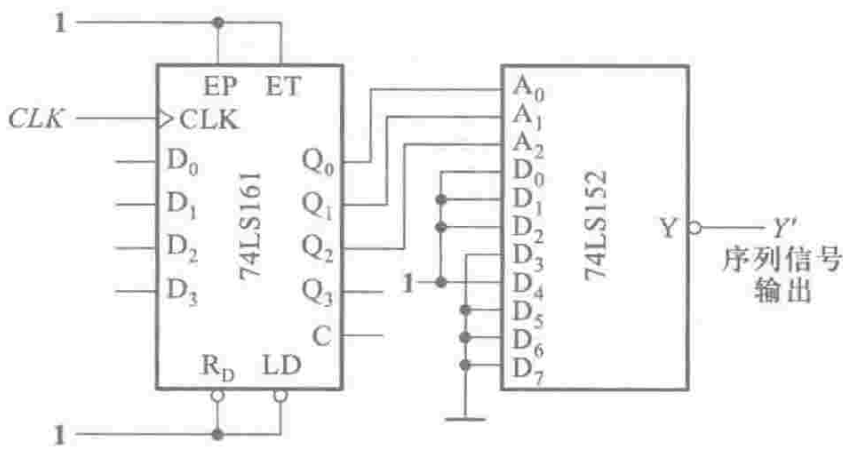 1
EP ET
CLK
CLK
D₀
D₁
D₂
D₃
74LS161
Q₀
Q₁
Q₂
Q₃
C
R_D LD
1
A₀
A₁
A₂
D₀
D₁
D₂
D₃
D₄
D₅
D₆
D₇
1
74LS152
Y
Y'
序列信号
输出